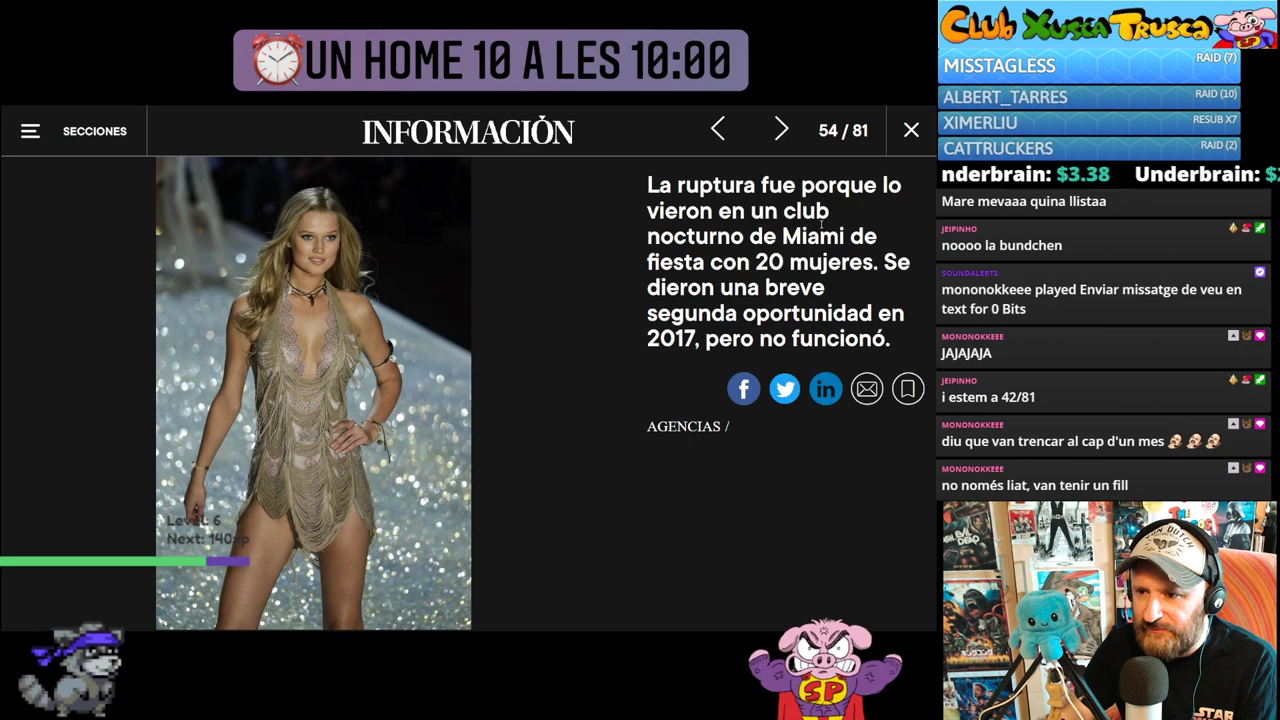 ⏰UN HOME 10 A LES 10:00
SECCIONES
INFORMACIÓN
54 / 81
La ruptura fue porque lo
vieron en un club
nocturno de Miami de
fiesta con 20 mujeres. Se
dieron una breve
segunda oportunidad en
2017, pero no funcionó.
AGENCIAS /
Level: 6
Next: 140xp
SP
Club Xusca Trusca
MISSTAGLESS RAID (7)
ALBERT_TARRES RAID (10)
XIMERLIU RESUB X7
CATTRUCKERS RAID (2)
nderbrain: $3.38 Underbrain: $
Mare mevaaa quina llistaa
JEIPINHO
noooo la bundchen
SOUNDALERTS
mononokkeee played Enviar missatge de veu en
text for 0 Bits
MONONOKKEEE
JAJAJAJA
JEIPINHO
i estem a 42/81
MONONOKKEEE
diu que van trencar al cap d'un mes
MONONOKKEEE
no només liat, van tenir un fill
VON DUTCH
STAR